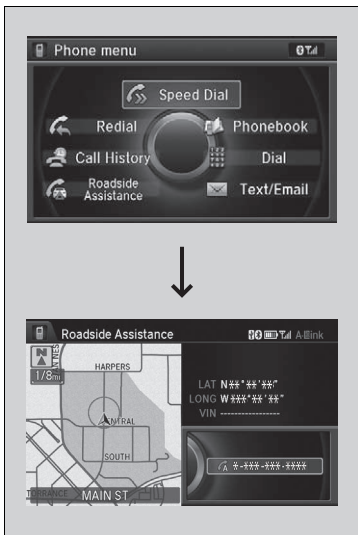 Phone menu
Speed Dial
Redial
Phonebook
Call History
Dial
Roadside
Assistance
Text/Email
Roadside Assistance
N
1/8mi
HARPERS
SOUTH
MAIN ST
TORRANCE
LAT N**°**'**"
LONG W***°**'**"
VIN -----------------
*-***-***-****